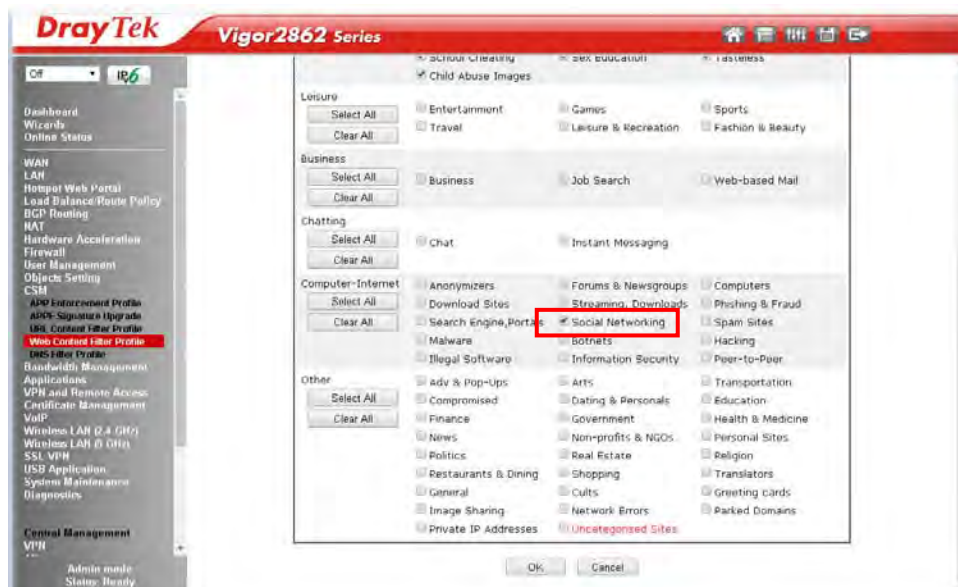 DrayTek Vigor2862 Series
Off IPv6
Dashboard
Wizards
Online Status
WAN
LAN
Hotspot Web Portal
Load Balance/Route Policy
BGP Routing
NAT
Hardware Acceleration
Firewall
User Management
Objects Setting
CSM
APP Enforcement Profile
APPE Signature Upgrade
URL Content Filter Profile
Web Content Filter Profile
DNS Filter Profile
Bandwidth Management
Applications
VPN and Remote Access
Certificate Management
VoIP
Wireless LAN (2.4 GHz)
Wireless LAN (5 GHz)
SSL VPN
USB Application
System Maintenance
Diagnostics
Central Management
VPN
Admin mode
Status: Ready
School Cheating Sex Education Tasteless
Child Abuse Images
Leisure
Select All
Clear All
Entertainment Games Sports
Travel Leisure & Recreation Fashion & Beauty
Business
Select All
Clear All
Business Job Search Web-based Mail
Chatting
Select All
Clear All
Chat Instant Messaging
Computer-Internet
Select All
Clear All
Anonymizers Forums & Newsgroups Computers
Download Sites Streaming, Downloads Phishing & Fraud
Search Engine,Portals Social Networking Spam Sites
Malware Botnets Hacking
Illegal Software Information Security Peer-to-Peer
Other
Select All
Clear All
Adv & Pop-Ups Arts Transportation
Compromised Dating & Personals Education
Finance Government Health & Medicine
News Non-profits & NGOs Personal Sites
Politics Real Estate Religion
Restaurants & Dining Shopping Translators
General Cults Greeting cards
Image Sharing Network Errors Parked Domains
Private IP Addresses Uncategorised Sites
OK Cancel